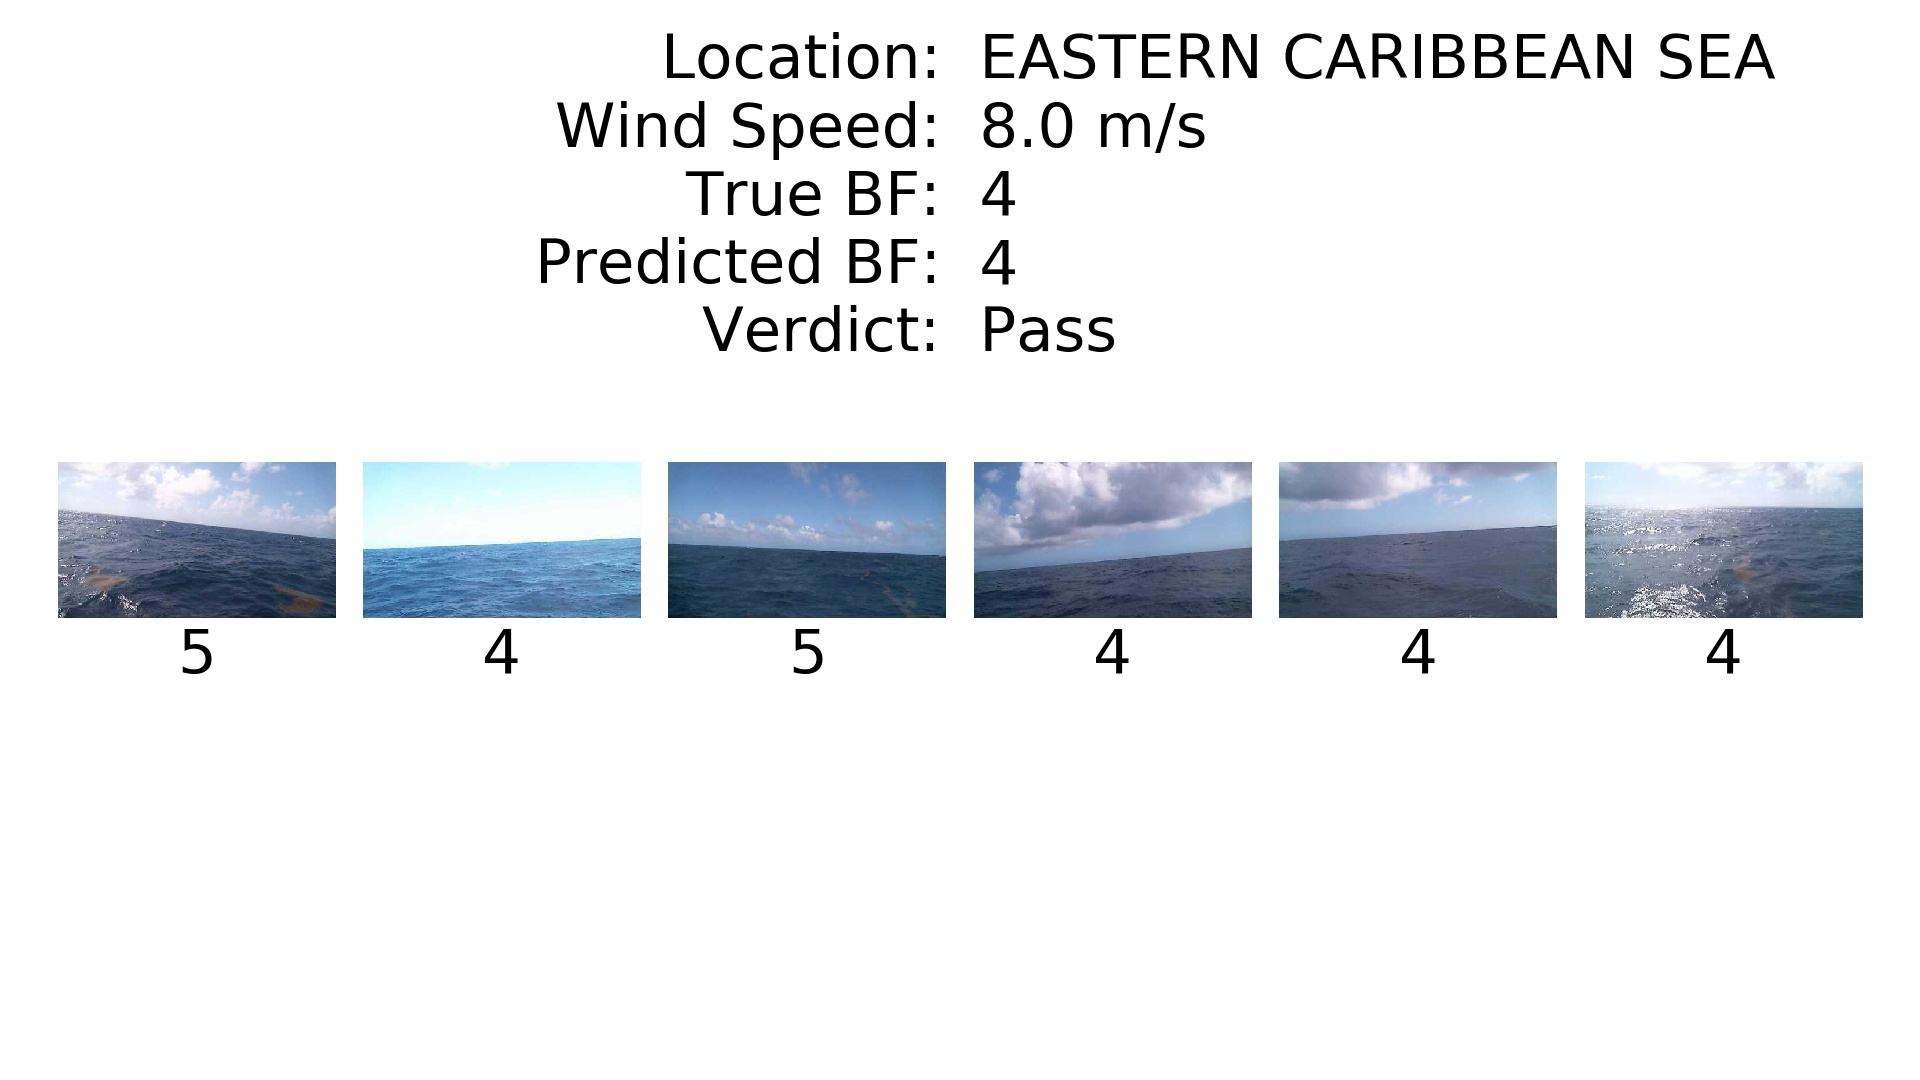 Location: EASTERN CARIBBEAN SEA
Wind Speed: 8.0 m/s
True BF: 4
Predicted BF: 4
Verdict: Pass
5 4 5 4 4 4